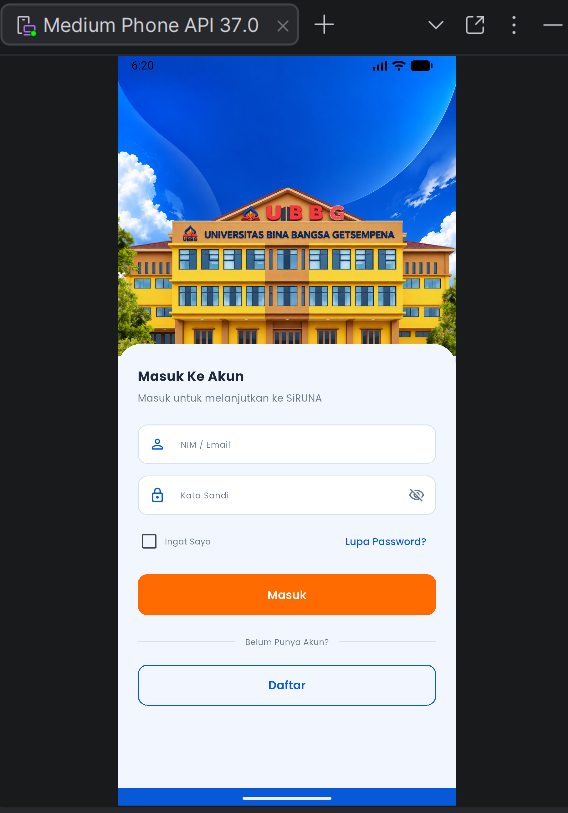 Medium Phone API 37.0
6:20
UBBG
UBBG
UNIVERSITAS BINA BANGSA GETSEMPENA
Masuk Ke Akun
Masuk untuk melanjutkan ke SiRUNA
NIM / Email
Kata Sandi
Ingat Saya
Lupa Password?
Masuk
Belum Punya Akun?
Daftar